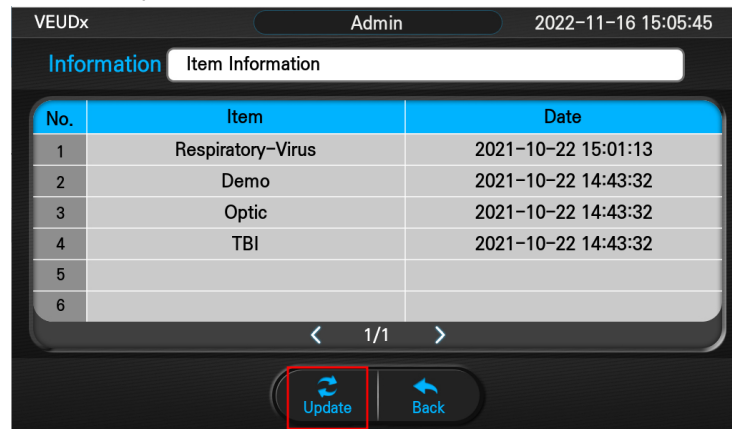 VEUDx Admin 2022-11-16 15:05:45
Information Item Information
No. Item Date
1 Respiratory-Virus 2021-10-22 15:01:13
2 Demo 2021-10-22 14:43:32
3 Optic 2021-10-22 14:43:32
4 TBI 2021-10-22 14:43:32
5
6
< 1/1 >
Update Back